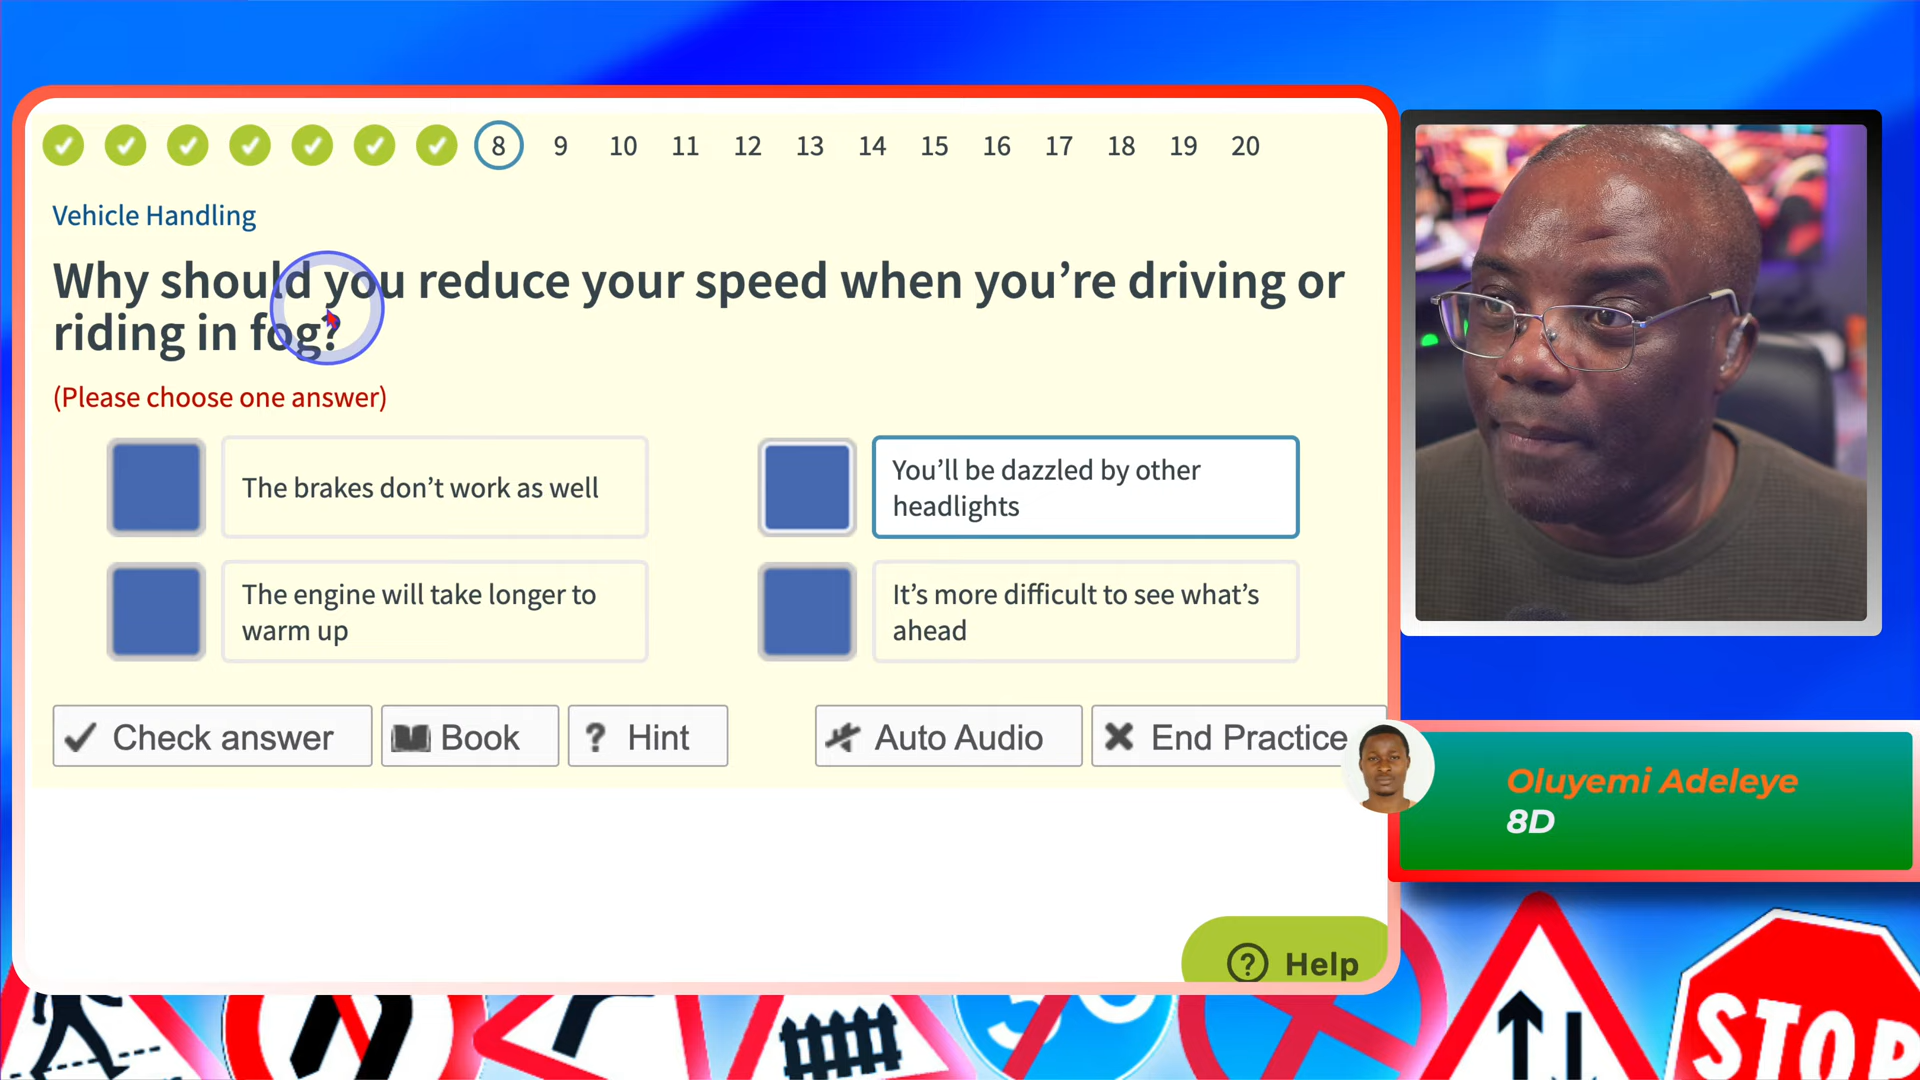 8 9 10 11 12 13 14 15 16 17 18 19 20
Vehicle Handling
Why should you reduce your speed when you’re driving or
riding in fog?
(Please choose one answer)
The brakes don’t work as well
You’ll be dazzled by other
headlights
The engine will take longer to
warm up
It’s more difficult to see what’s
ahead
Check answer
Book
? Hint
Auto Audio
End Practice
Oluyemi Adeleye
8D
? Help
STOP